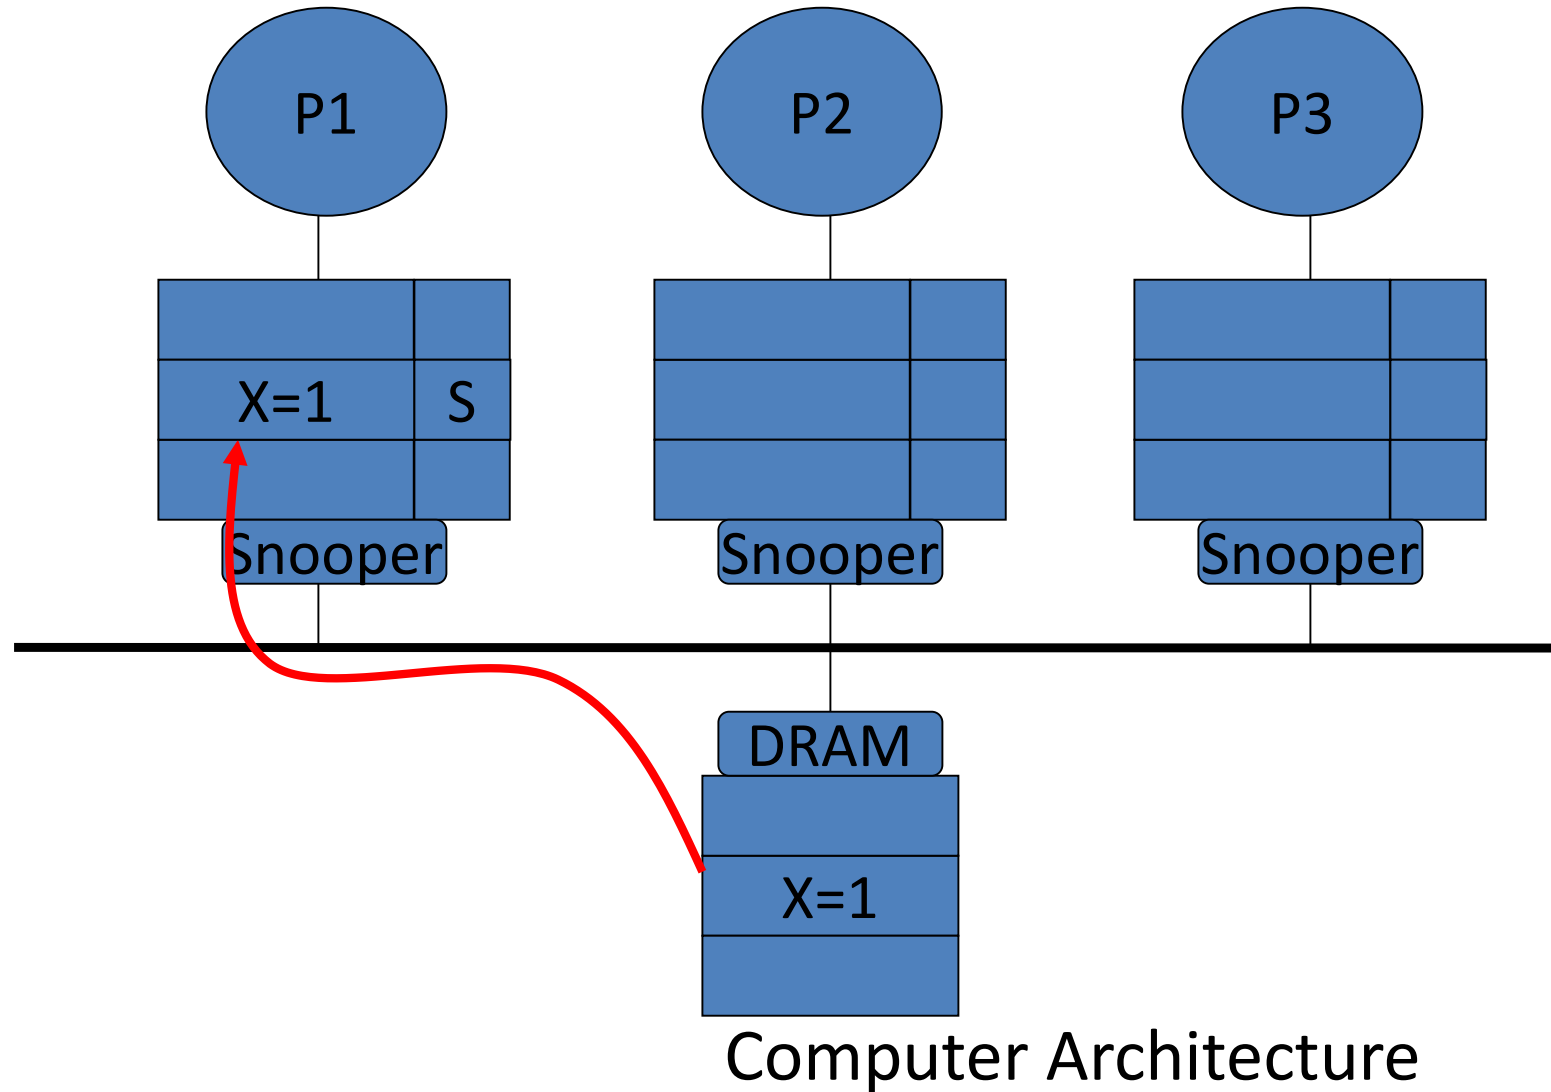 P1
P2
P3
X=1
S
Snooper
Snooper
Snooper
DRAM
X=1
Computer Architecture